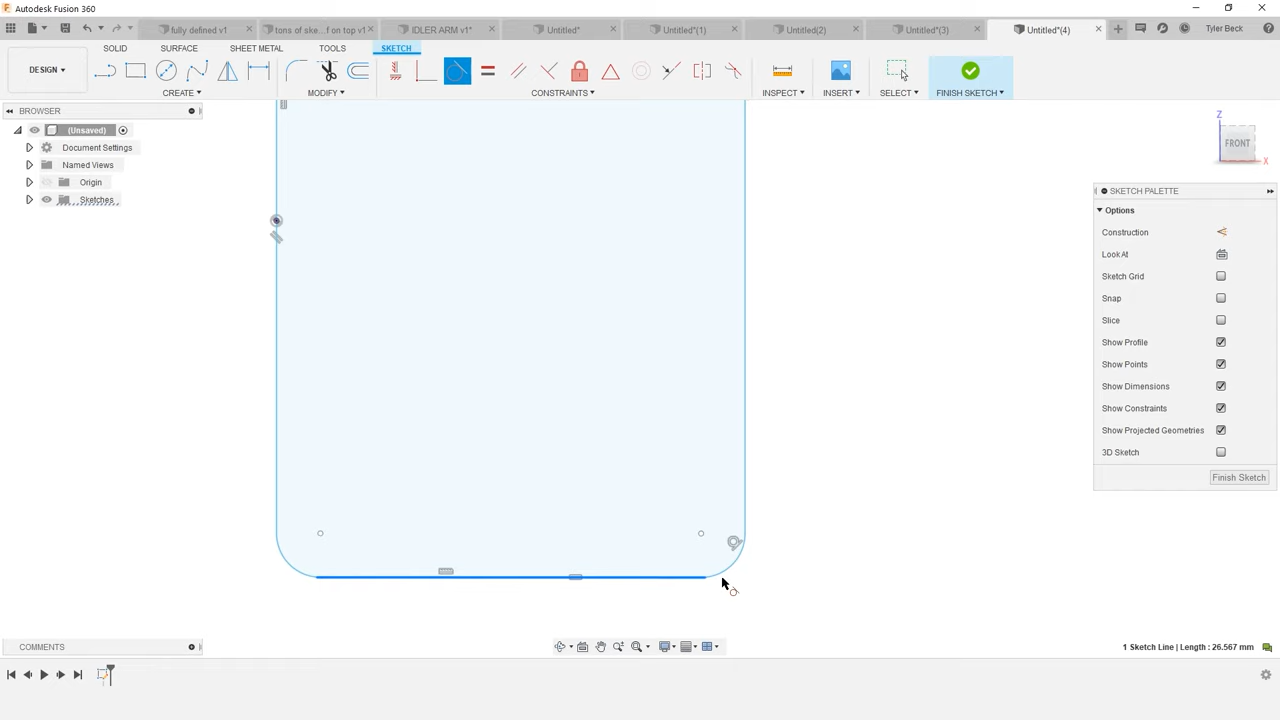 Autodesk Fusion 360
fully defined v1
tons of ske... f on top v1
IDLER ARM v1*
Untitled*
Untitled*(1)
Untitled(2)
Untitled*(3)
Untitled*(4)
Tyler Beck
SOLID
SURFACE
SHEET METAL
TOOLS
SKETCH
DESIGN
CREATE
MODIFY
CONSTRAINTS
INSPECT
INSERT
SELECT
FINISH SKETCH
BROWSER
(Unsaved)
Document Settings
Named Views
Origin
Sketches
Z
FRONT
X
SKETCH PALETTE
Options
Construction
Look At
Sketch Grid
Snap
Slice
Show Profile
Show Points
Show Dimensions
Show Constraints
Show Projected Geometries
3D Sketch
Finish Sketch
COMMENTS
1 Sketch Line | Length : 26.567 mm